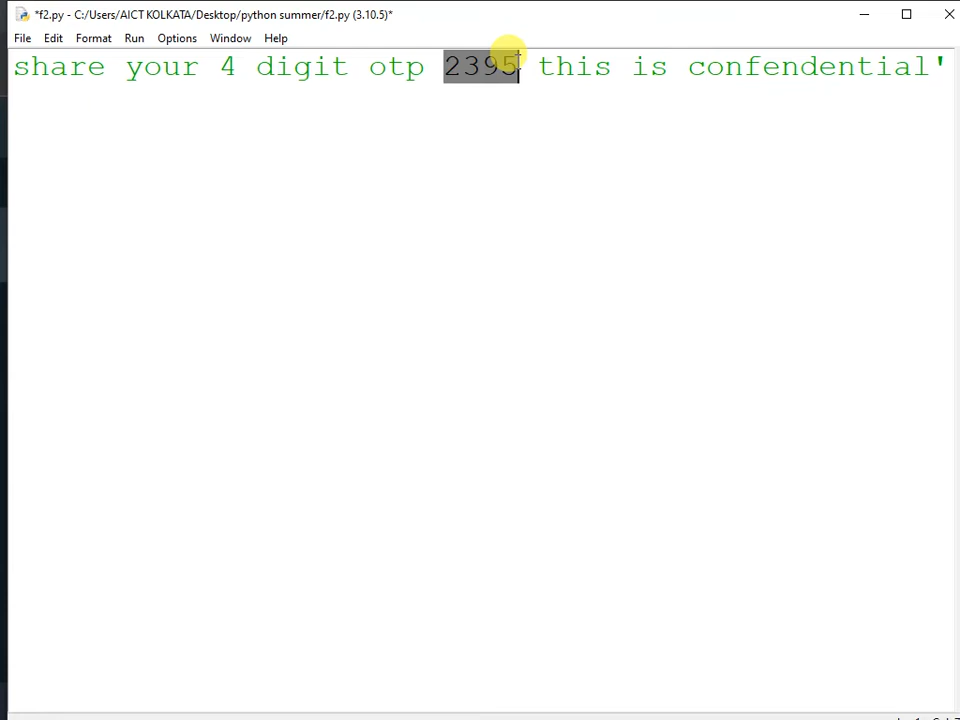 *f2.py - C:/Users/AICT KOLKATA/Desktop/python summer/f2.py (3.10.5)*
File Edit Format Run Options Window Help
share your 4 digit otp 2395 this is confendential'